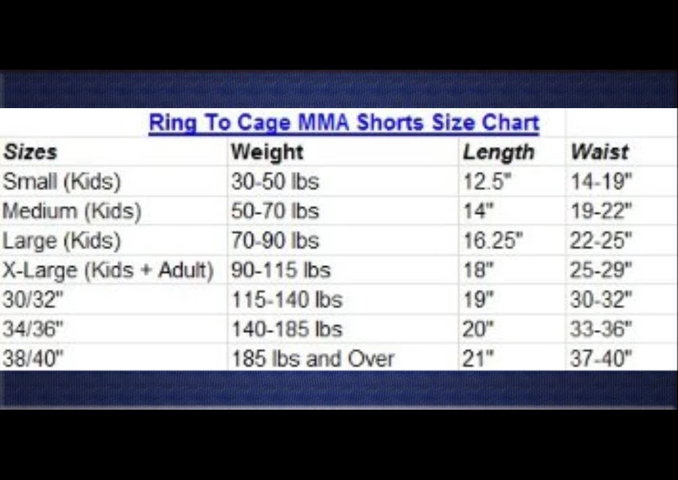 Ring To Cage MMA Shorts Size Chart
Sizes Weight Length Waist
Small (Kids) 30-50 lbs 12.5" 14-19"
Medium (Kids) 50-70 lbs 14" 19-22"
Large (Kids) 70-90 lbs 16.25" 22-25"
X-Large (Kids + Adult) 90-115 lbs 18" 25-29"
30/32" 115-140 lbs 19" 30-32"
34/36" 140-185 lbs 20" 33-36"
38/40" 185 lbs and Over 21" 37-40"